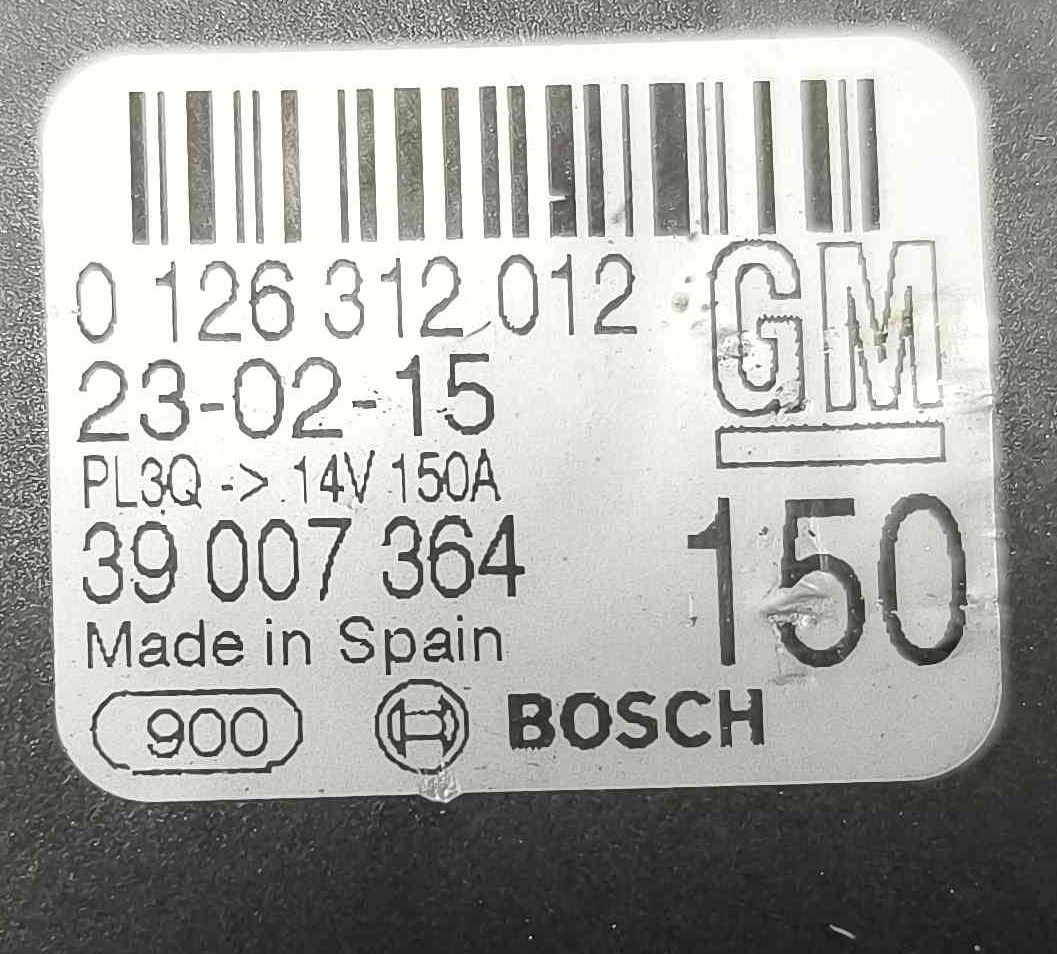 0 126 312 012
23-02-15
GM
PL3Q -> 14V 150A
39 007 364
150
Made in Spain
900
BOSCH